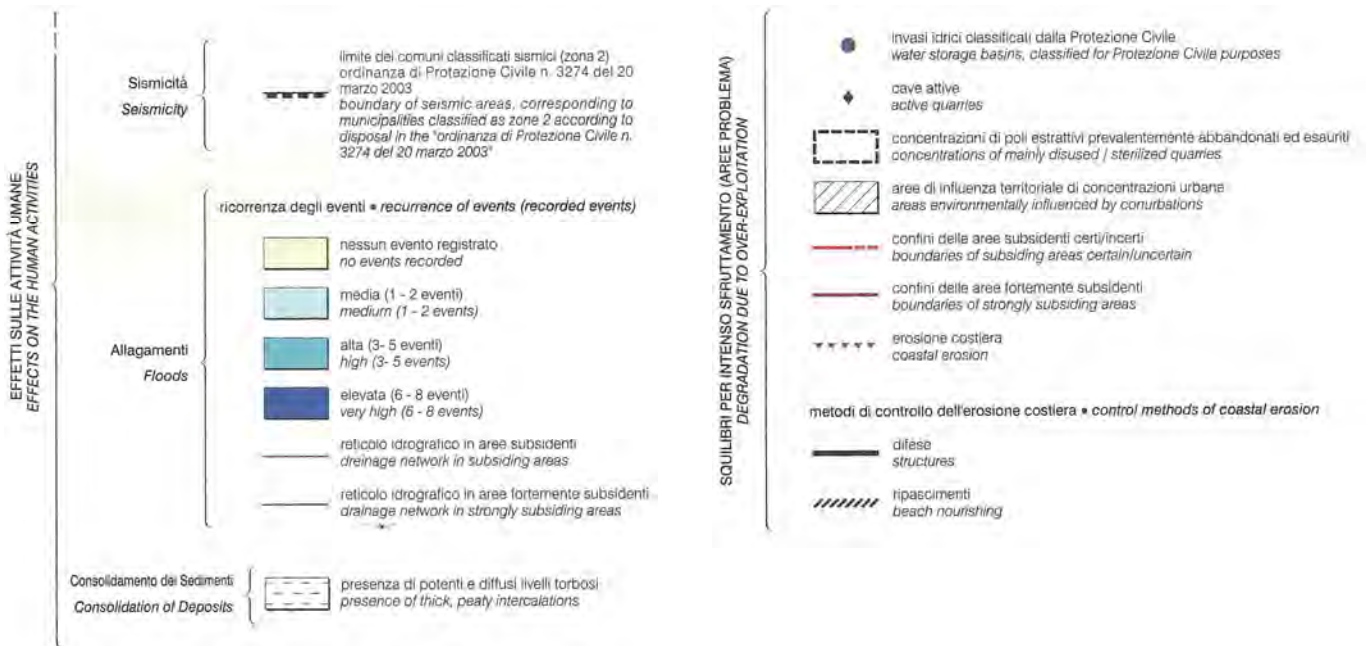 EFFETTI SULLE ATTIVITÀ UMANE
EFFECTS ON THE HUMAN ACTIVITIES
Sismicità
Seismicity
limite dei comuni classificati sismici (zona 2)
ordinanza di Protezione Civile n. 3274 del 20
marzo 2003
boundary of seismic areas, corresponding to
municipalities classified as zone 2 according to
disposal in the "ordinanza di Protezione Civile n.
3274 del 20 marzo 2003"
Allagamenti
Floods
ricorrenza degli eventi • recurrence of events (recorded events)
nessun evento registrato
no events recorded
media (1 - 2 eventi)
medium (1 - 2 events)
alta (3- 5 eventi)
high (3- 5 events)
elevata (6 - 8 eventi)
very high (6 - 8 events)
reticolo idrografico in aree subsidenti
dreinage network in subsiding areas
reticolo idrografico in aree fortemente subsidenti
drainage network in strongly subsiding areas
Consolidamento dei Sedimenti
Consolidation of Deposits
presenza di potenti e diffusi livelli torbosi
presence of thick, peaty intercalations
SQUILIBRI PER INTENSO SFRUTTAMENTO (AREE PROBLEMA)
DEGRADATION DUE TO OVER-EXPLOITATION
invasi idrici classificati dalla Protezione Civile
water storage basins, classified for Protezione Civile purposes
cave attive
active quarries
concentrazioni di poli estrattivi prevalentemente abbandonati ed esauriti
concentrations of mainly disused / sterilized quarries
aree di influenza territoriale di concentrazioni urbane
areas environmentally influenced by conurbations
confini delle aree subsidenti certi/incerti
boundaries of subsiding areas certain/uncertain
confini delle aree fortemente subsidenti
boundaries of strongly subsiding areas
erosione costiera
coastal erosion
metodi di controllo dell'erosione costiera • control methods of coastal erosion
difese
structures
ripascimenti
beach nourishing